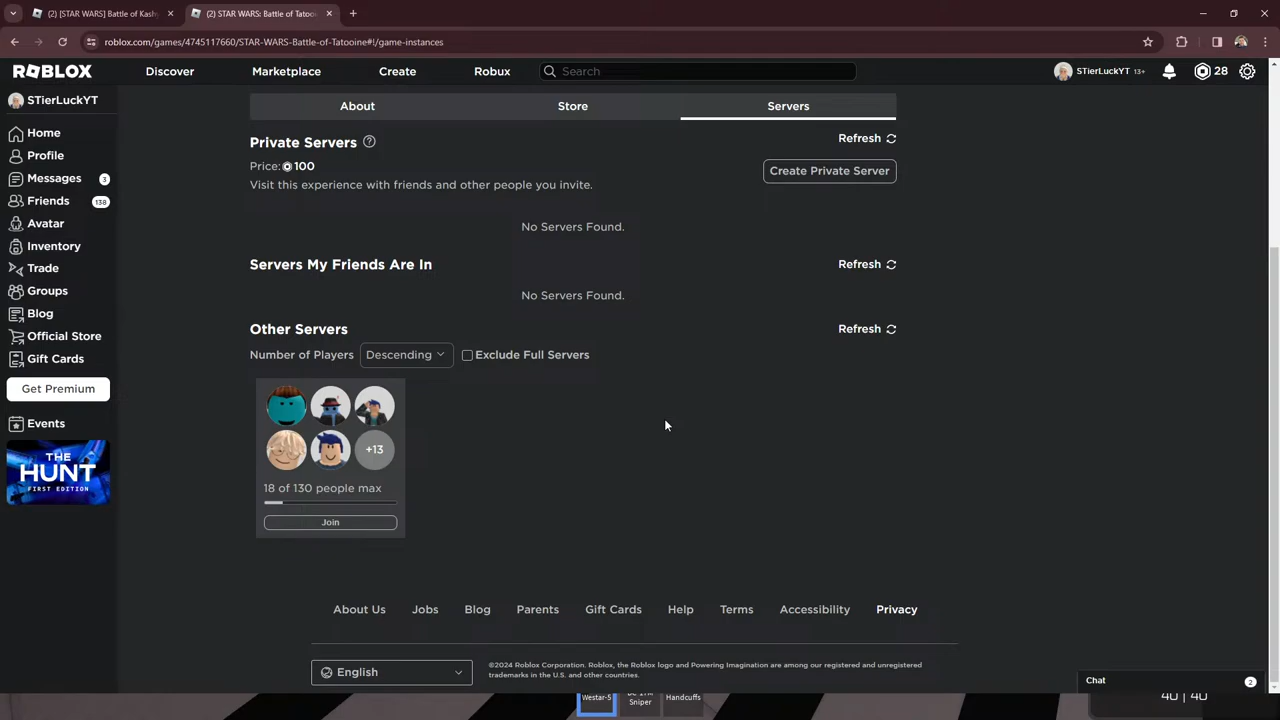 (2) [STAR WARS] Battle of Kash
(2) STAR WARS: Battle of Tatoo
roblox.com/games/4745117660/STAR-WARS-Battle-of-Tatooine#!/game-instances
ROBLOX
Discover
Marketplace
Create
Robux
Search
STierLuckYT 13+
28
STierLuckYT
Home
Profile
Messages 3
Friends 138
Avatar
Inventory
Trade
Groups
Blog
Official Store
Gift Cards
Get Premium
Events
THE
HUNT
FIRST EDITION
About
Store
Servers
Private Servers
Refresh
Price: 100
Visit this experience with friends and other people you invite.
Create Private Server
No Servers Found.
Servers My Friends Are In
Refresh
No Servers Found.
Other Servers
Refresh
Number of Players
Descending
Exclude Full Servers
+13
18 of 130 people max
Join
About Us
Jobs
Blog
Parents
Gift Cards
Help
Terms
Accessibility
Privacy
English
©2024 Roblox Corporation. Roblox, the Roblox logo and Powering Imagination are among our registered and unregistered
trademarks in the U.S. and other countries.
Chat 2
Westar-5
Sniper
Handcuffs
40 | 40